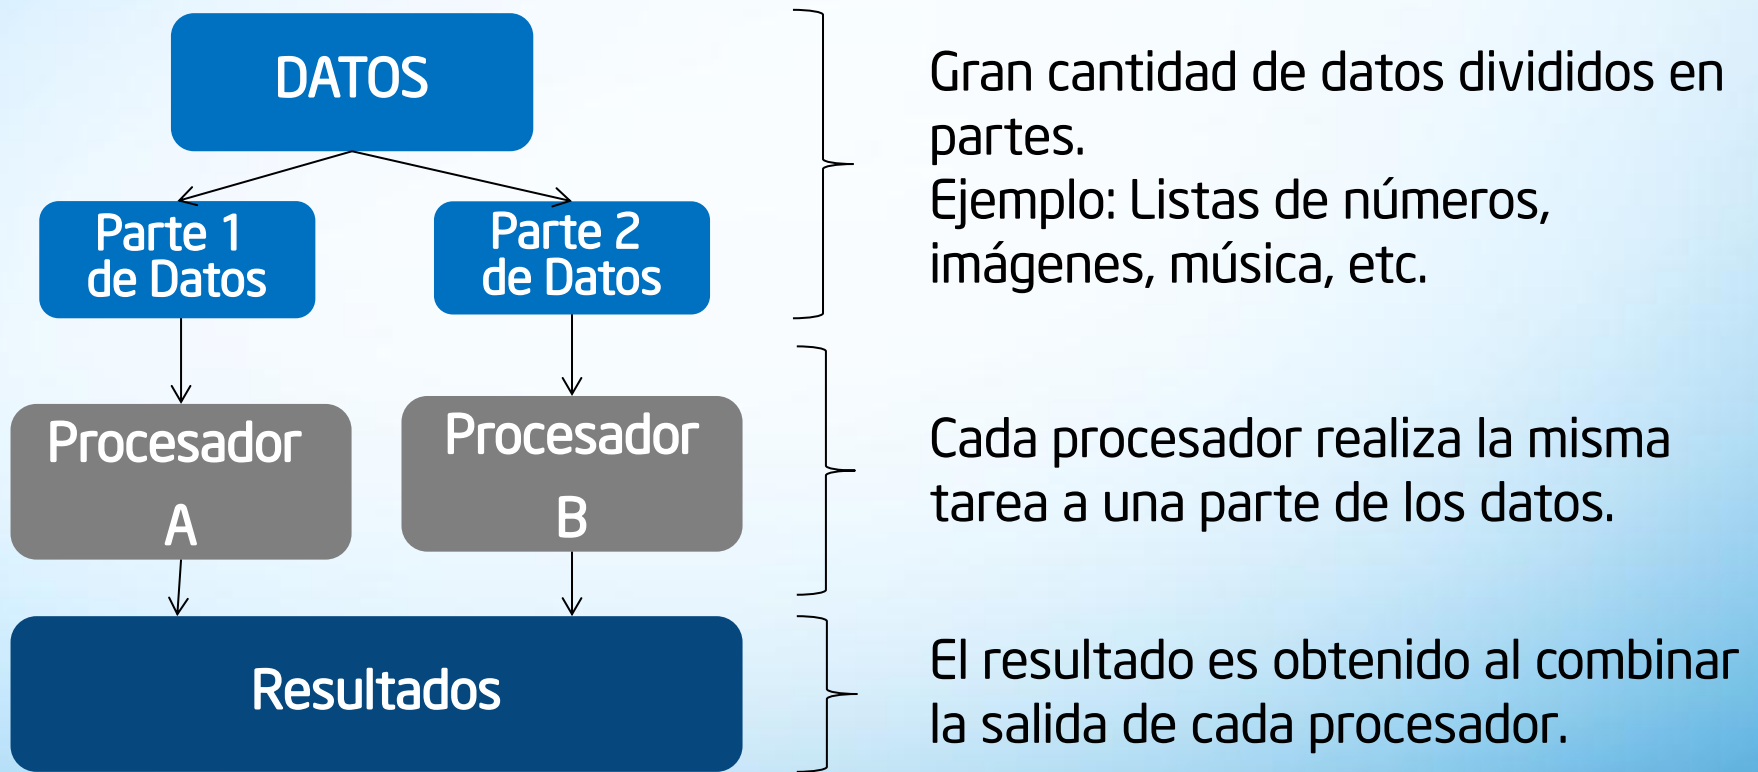 DATOS
Gran cantidad de datos divididos en
partes.
Ejemplo: Listas de números,
imágenes, música, etc.
Parte 1
de Datos
Parte 2
de Datos
Procesador
A
Procesador
B
Cada procesador realiza la misma
tarea a una parte de los datos.
Resultados
El resultado es obtenido al combinar
la salida de cada procesador.